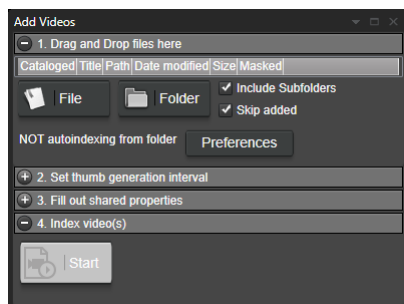 Add Videos
1. Drag and Drop files here
Cataloged Title Path Date modified Size Masked
File Folder Include Subfolders
Skip added
NOT autoindexing from folder Preferences
2. Set thumb generation interval
3. Fill out shared properties
4. Index video(s)
Start